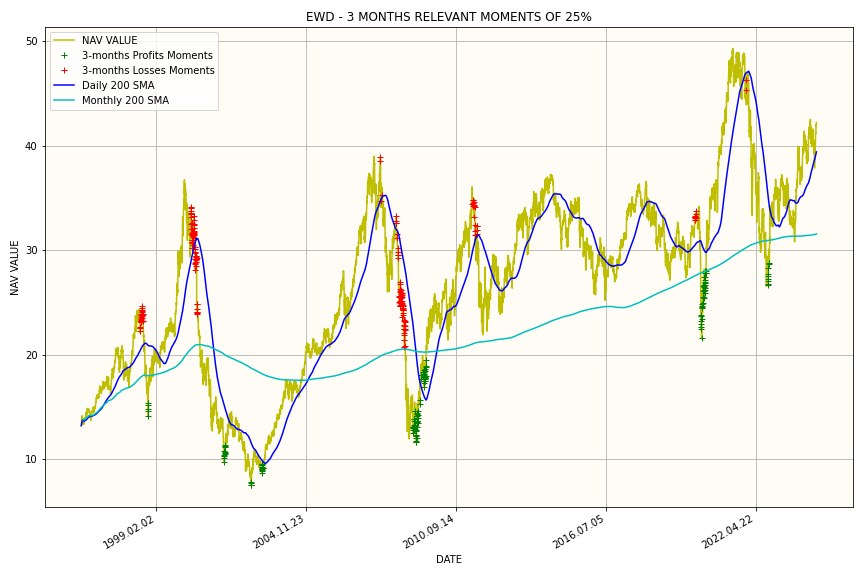 EWD - 3 MONTHS RELEVANT MOMENTS OF 25%
NAV VALUE
3-months Profits Moments
3-months Losses Moments
Daily 200 SMA
Monthly 200 SMA
50
40
30
20
10
NAV VALUE
1999.02.02
2004.11.23
2010.09.14
2016.07.05
2022.04.22
DATE